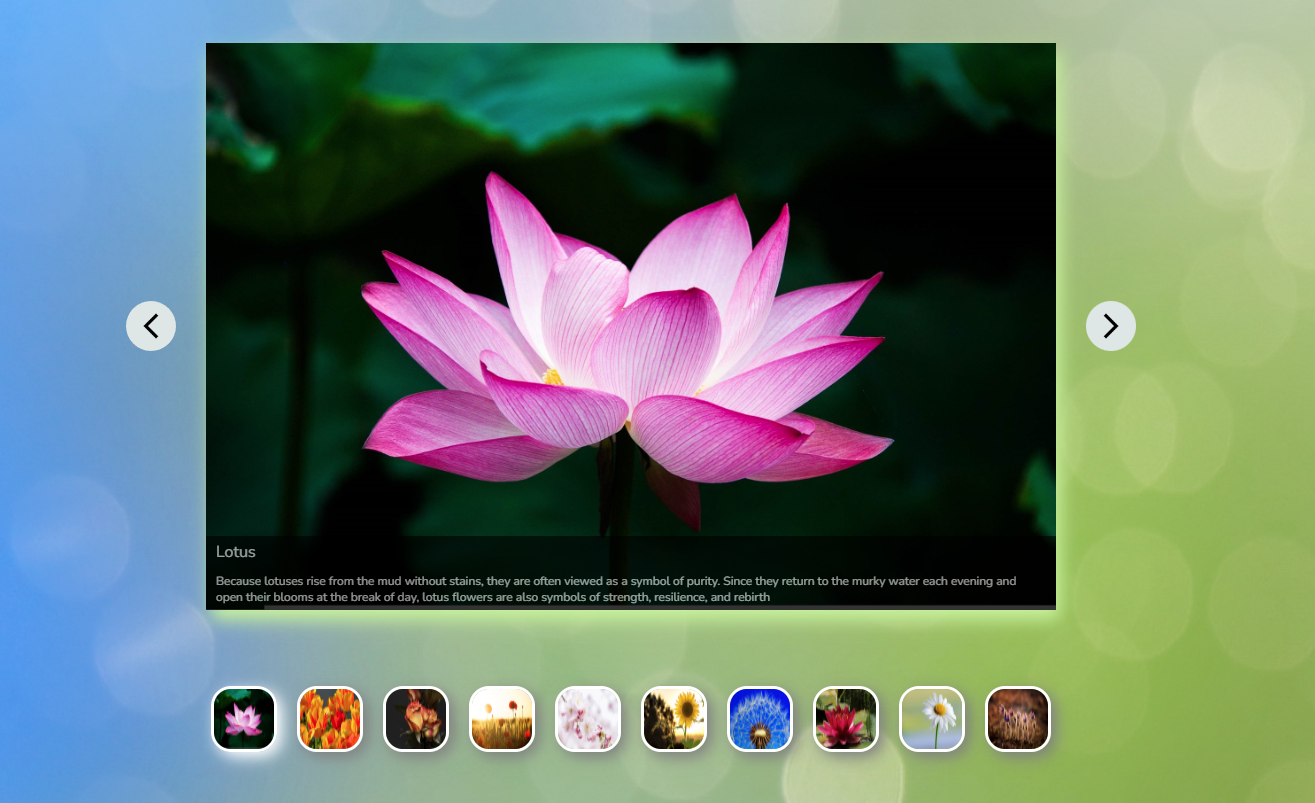 Lotus
Because lotuses rise from the mud without stains, they are often viewed as a symbol of purity. Since they return to the murky water each evening and
open their blooms at the break of day, lotus flowers are also symbols of strength, resilience, and rebirth